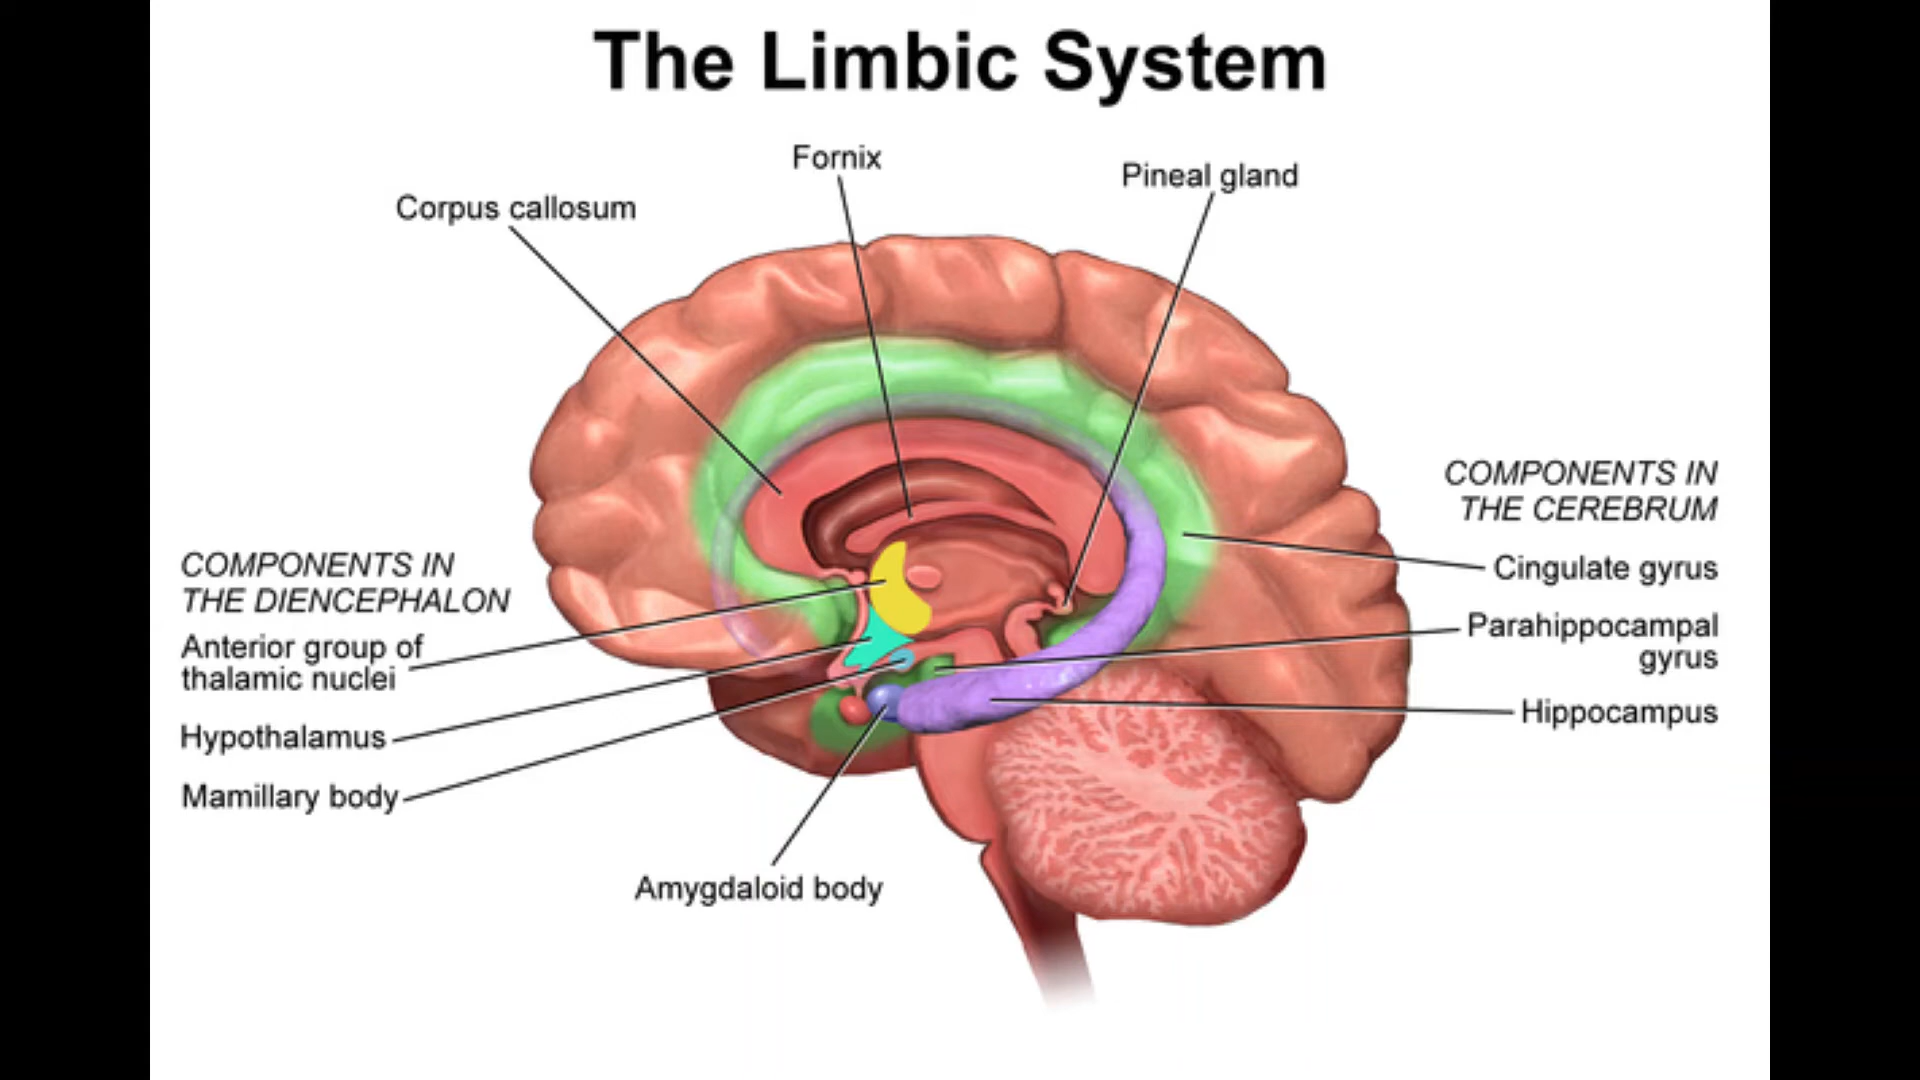 The Limbic System
Fornix
Pineal gland
Corpus callosum
COMPONENTS IN
THE CEREBRUM
Cingulate gyrus
Parahippocampal
gyrus
Hippocampus
COMPONENTS IN
THE DIENCEPHALON
Anterior group of
thalamic nuclei
Hypothalamus
Mamillary body
Amygdaloid body